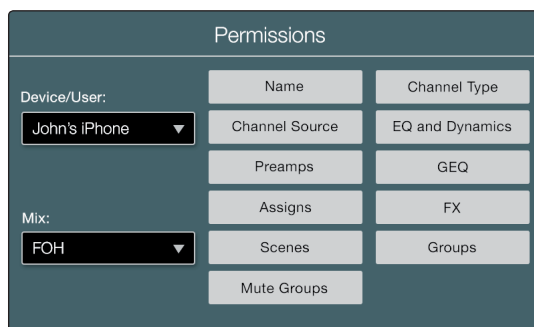 Permissions
Device/User:
John's iPhone
Mix:
FOH
Name
Channel Type
Channel Source
EQ and Dynamics
Preamps
GEQ
Assigns
FX
Scenes
Groups
Mute Groups